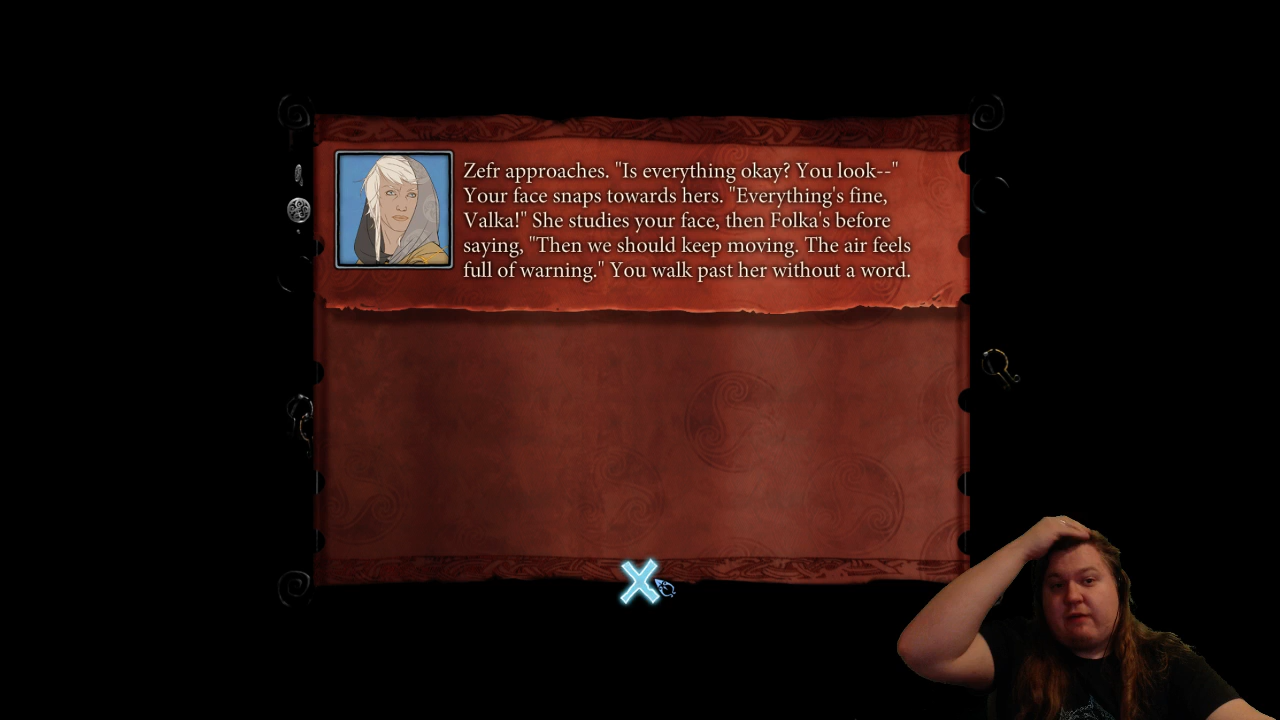 Zefr approaches. "Is everything okay? You look--"
Your face snaps towards hers. "Everything's fine,
Valka!" She studies your face, then Folka's before
saying, "Then we should keep moving. The air feels
full of warning." You walk past her without a word.